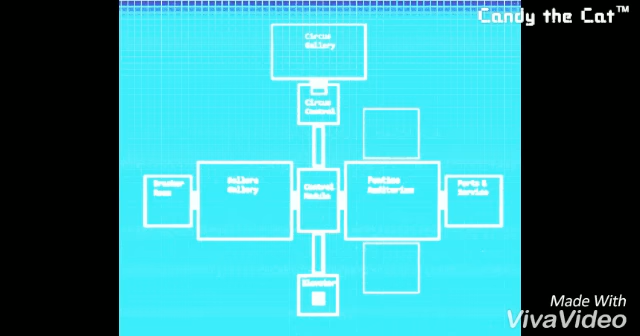 Candy the Cat™
Circus
Gallery
Circus
Control
Breaker
Room
Ballora
Gallery
Control
Module
Funtime
Auditorium
Parts &
Service
Elevator
Made With
VivaVideo